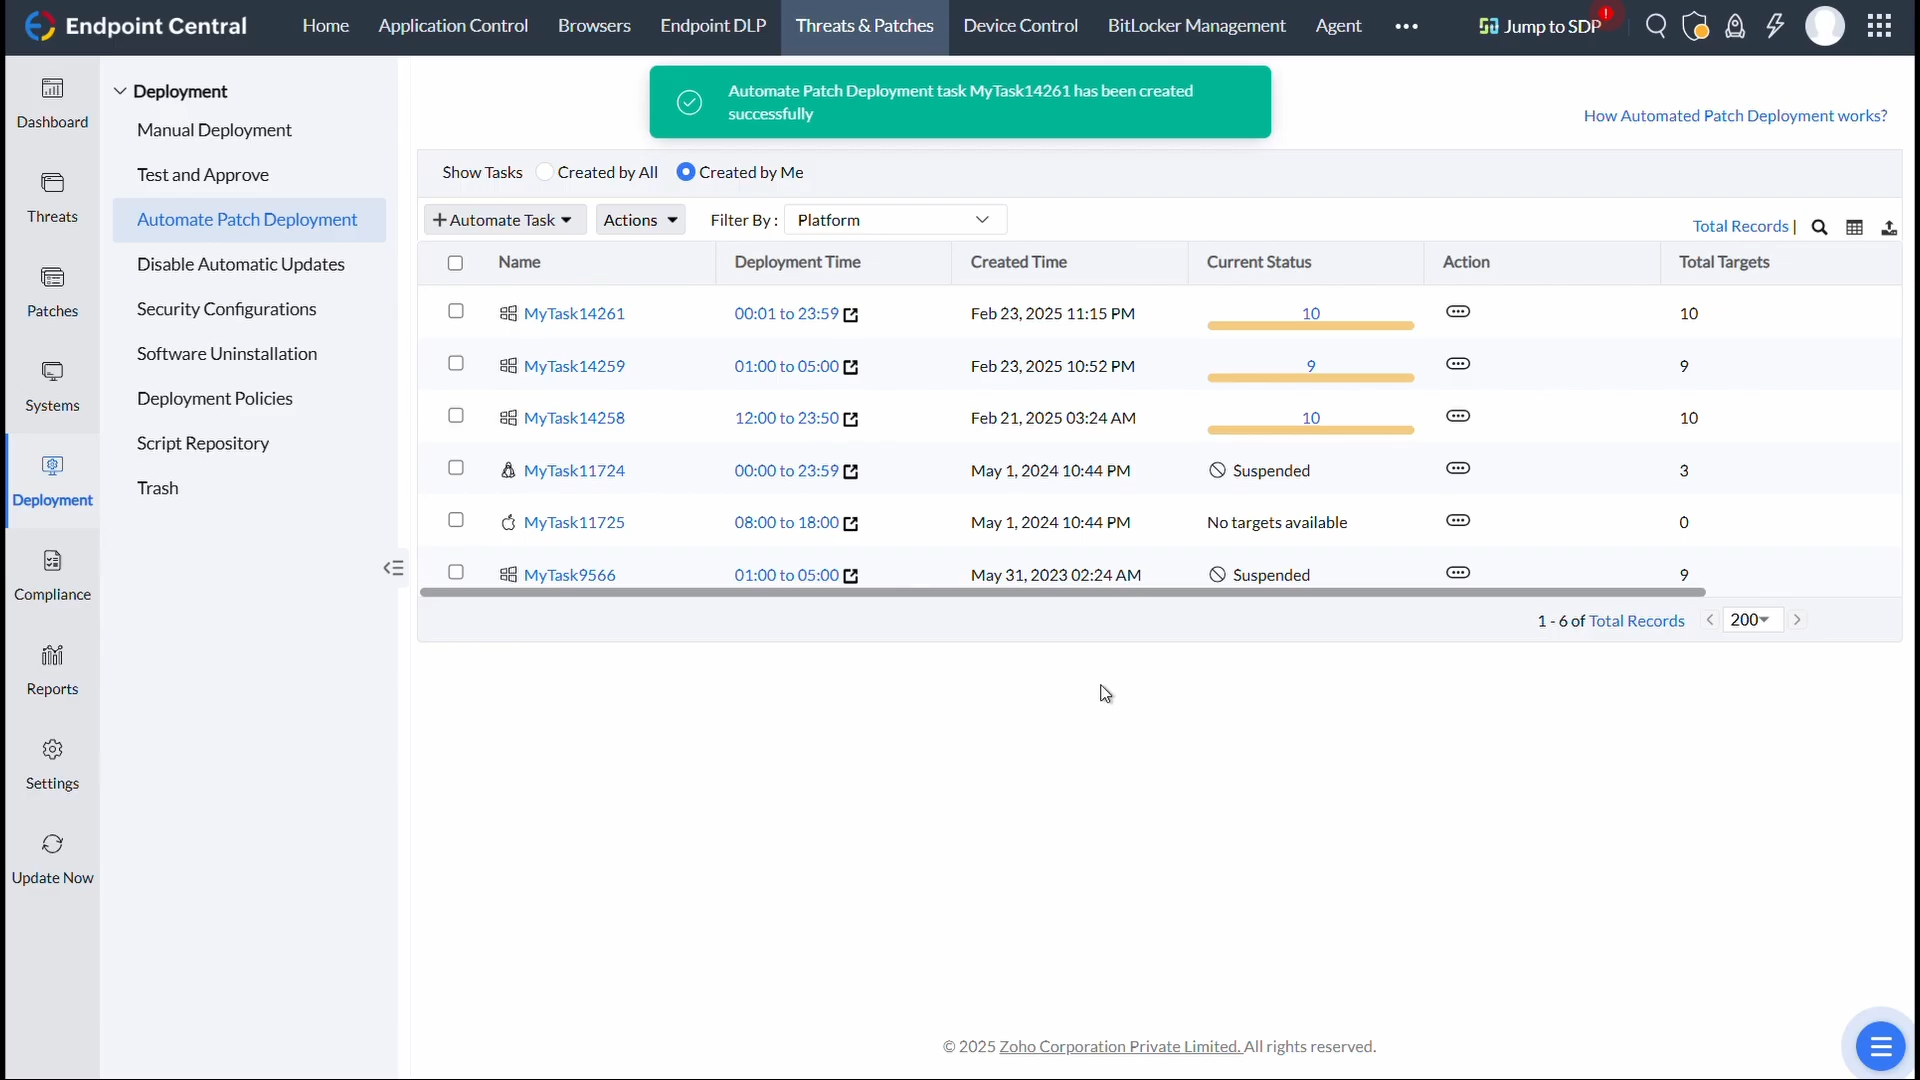 Endpoint Central
Home
Application Control
Browsers
Endpoint DLP
Threats & Patches
Device Control
BitLocker Management
Agent
Jump to SDP
!
Dashboard
Threats
Patches
Systems
Deployment
Compliance
Reports
Settings
Update Now
Deployment
Manual Deployment
Test and Approve
Automate Patch Deployment
Disable Automatic Updates
Security Configurations
Software Uninstallation
Deployment Policies
Script Repository
Trash
Automate Patch Deployment task MyTask14261 has been created
successfully
How Automated Patch Deployment works?
Show Tasks Created by All Created by Me
+ Automate Task Actions Filter By : Platform
Total Records |
Name Deployment Time Created Time Current Status Action Total Targets
MyTask14261 00:01 to 23:59 Feb 23, 2025 11:15 PM 10 10
MyTask14259 01:00 to 05:00 Feb 23, 2025 10:52 PM 9 9
MyTask14258 12:00 to 23:50 Feb 21, 2025 03:24 AM 10 10
MyTask11724 00:00 to 23:59 May 1, 2024 10:44 PM Suspended 3
MyTask11725 08:00 to 18:00 May 1, 2024 10:44 PM No targets available 0
MyTask9566 01:00 to 05:00 May 31, 2023 02:24 AM Suspended 9
1 - 6 of Total Records 200
© 2025 Zoho Corporation Private Limited. All rights reserved.